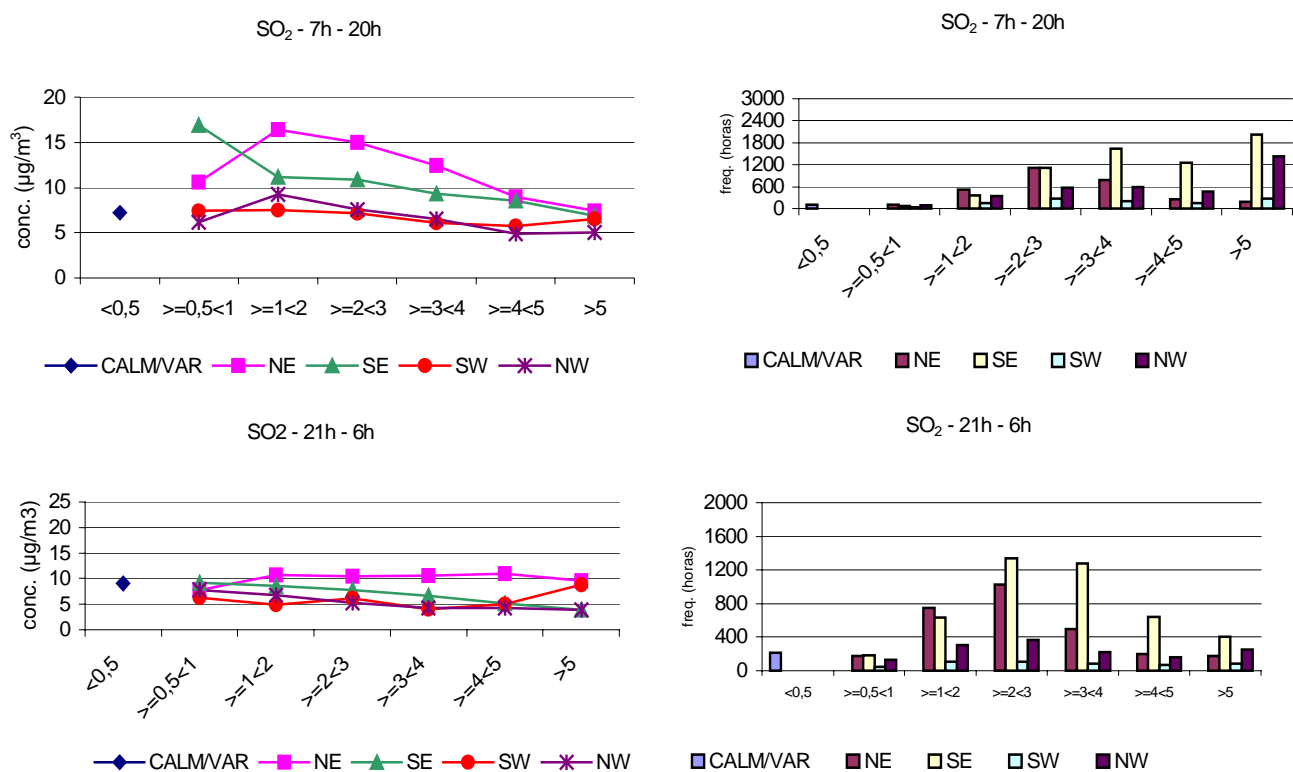 SO₂ - 7h - 20h
conc. (µg/m³)
20
15
10
5
0
<0,5 >=0,5<1 >=1<2 >=2<3 >=3<4 >=4<5 >5
CALM/VAR NE SE SW NW
SO₂ - 7h - 20h
freq. (horas)
3000
2400
1800
1200
600
0
<0,5 >=0,5<1 >=1<2 >=2<3 >=3<4 >=4<5 >5
CALM/VAR NE SE SW NW
SO2 - 21h - 6h
conc. (µg/m3)
25
20
15
10
5
0
<0,5 >=0,5<1 >=1<2 >=2<3 >=3<4 >=4<5 >5
CALM/VAR NE SE SW NW
SO₂ - 21h - 6h
freq. (horas)
2000
1600
1200
800
400
0
<0,5 >=0,5<1 >=1<2 >=2<3 >=3<4 >=4<5 >5
CALM/VAR NE SE SW NW